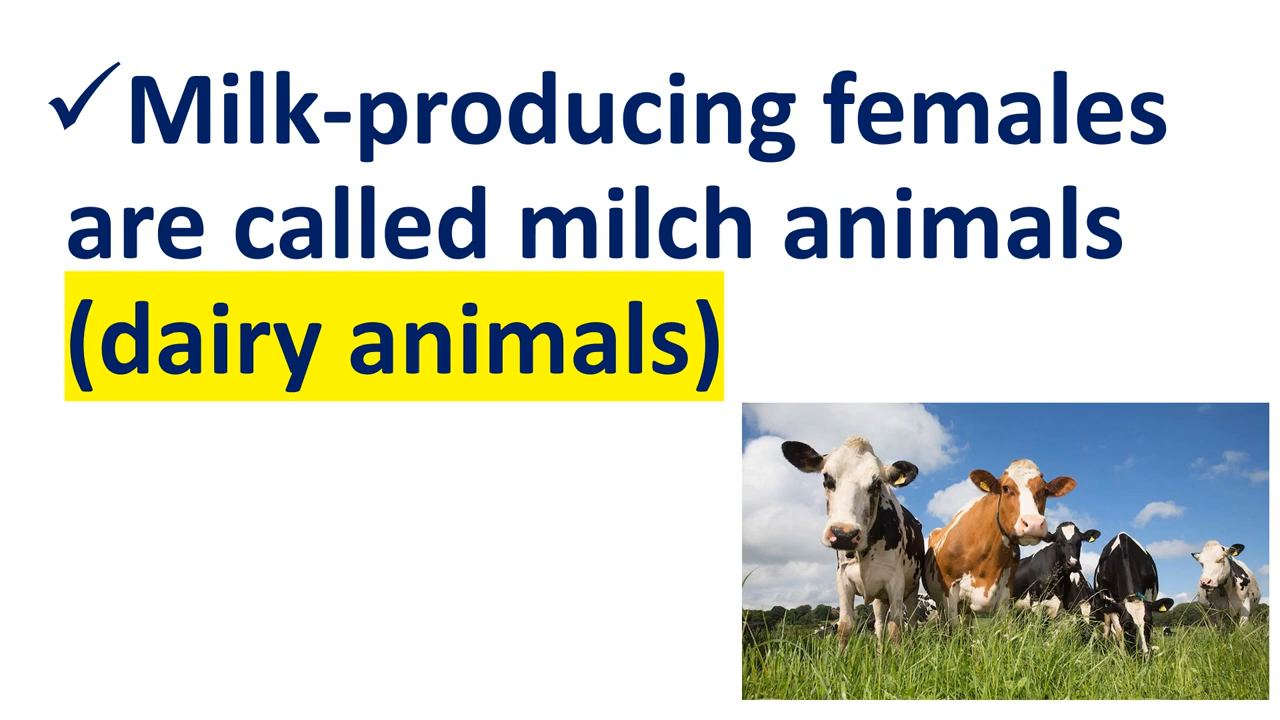 ✓Milk-producing females
are called milch animals
(dairy animals)